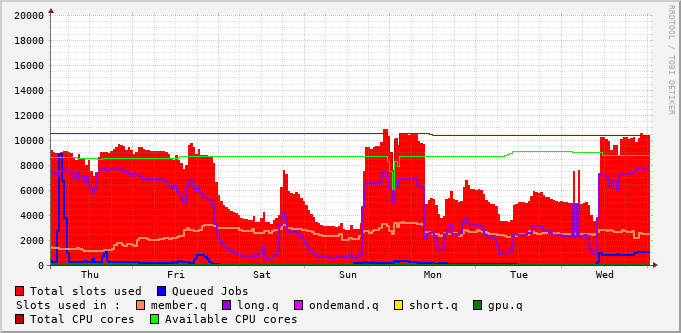 RRDTOOL / TOBI OETIKER
20000
18000
16000
14000
12000
10000
8000
6000
4000
2000
0
Thu Fri Sat Sun Mon Tue Wed
Total slots used Queued Jobs
Slots used in : member.q long.q ondemand.q short.q gpu.q
Total CPU cores Available CPU cores